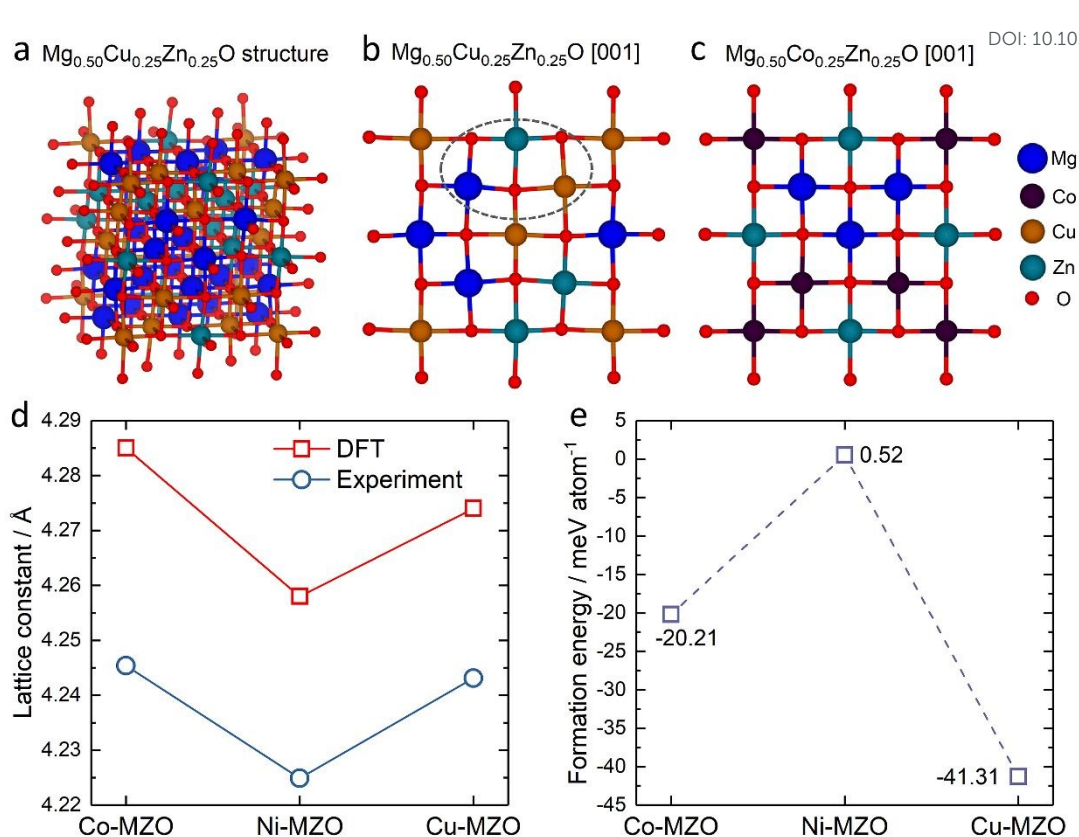 DOI: 10.10
a Mg0.50Cu0.25Zn0.25O structure
b Mg0.50Cu0.25Zn0.25O [001]
c Mg0.50Co0.25Zn0.25O [001]
Mg
Co
Cu
Zn
O
d
4.29
4.28
4.27
4.26
4.25
4.24
4.23
4.22
Lattice constant / Å
DFT
Experiment
Co-MZO Ni-MZO Cu-MZO
e
5
0
-5
-10
-15
-20
-25
-30
-35
-40
-45
Formation energy / meV atom-1
0.52
-20.21
-41.31
Co-MZO Ni-MZO Cu-MZO